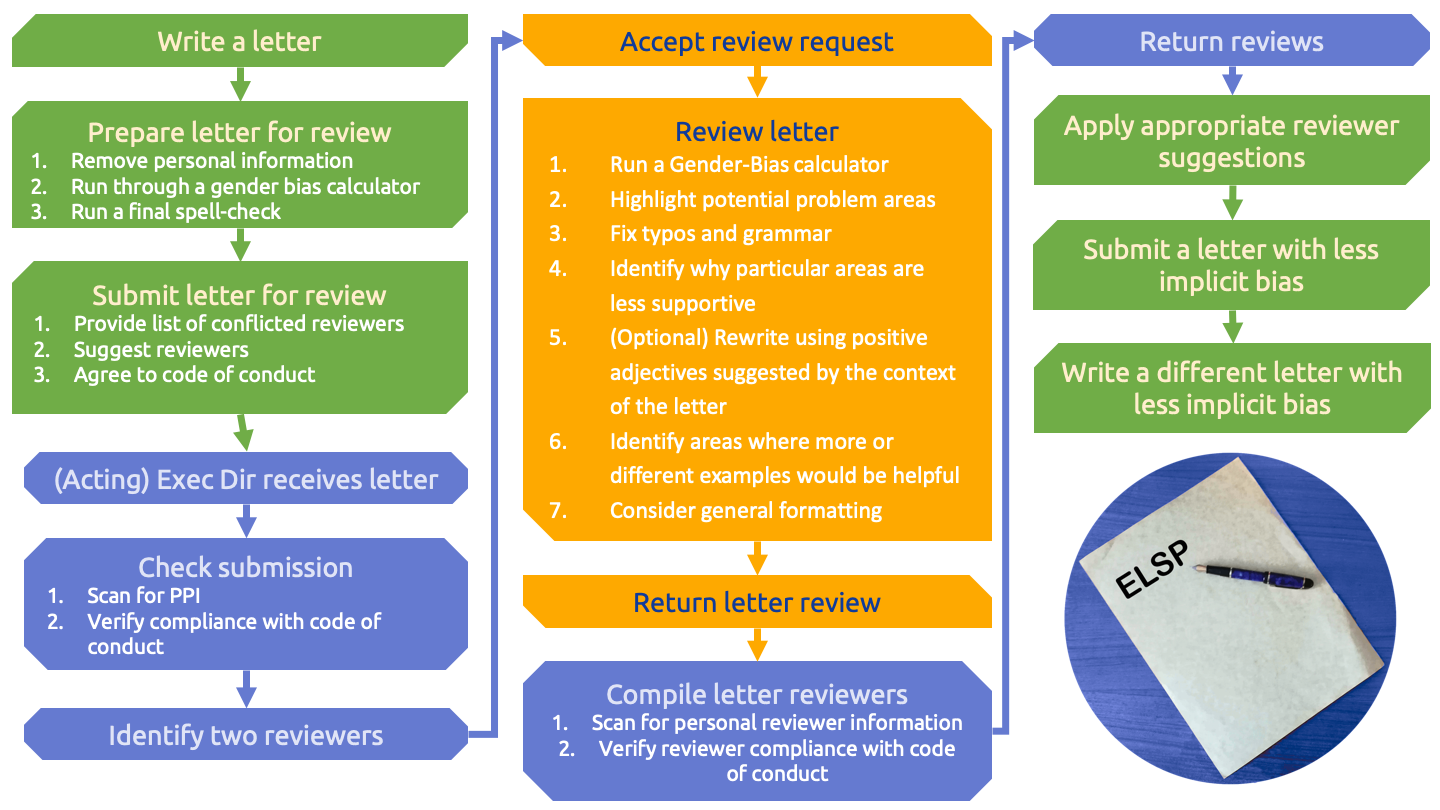 Write a letter
Prepare letter for review
1. Remove personal information
2. Run through a gender bias calculator
3. Run a final spell-check
Submit letter for review
1. Provide list of conflicted reviewers
2. Suggest reviewers
3. Agree to code of conduct
(Acting) Exec Dir receives letter
Check submission
1. Scan for PPI
2. Verify compliance with code of
conduct
Identify two reviewers
Accept review request
Review letter
1. Run a Gender-Bias calculator
2. Highlight potential problem areas
3. Fix typos and grammar
4. Identify why particular areas are
less supportive
5. (Optional) Rewrite using positive
adjectives suggested by the context
of the letter
6. Identify areas where more or
different examples would be helpful
7. Consider general formatting
Return letter review
Compile letter reviewers
1. Scan for personal reviewer information
2. Verify reviewer compliance with code
of conduct
Return reviews
Apply appropriate reviewer
suggestions
Submit a letter with less
implicit bias
Write a different letter with
less implicit bias
ELSP